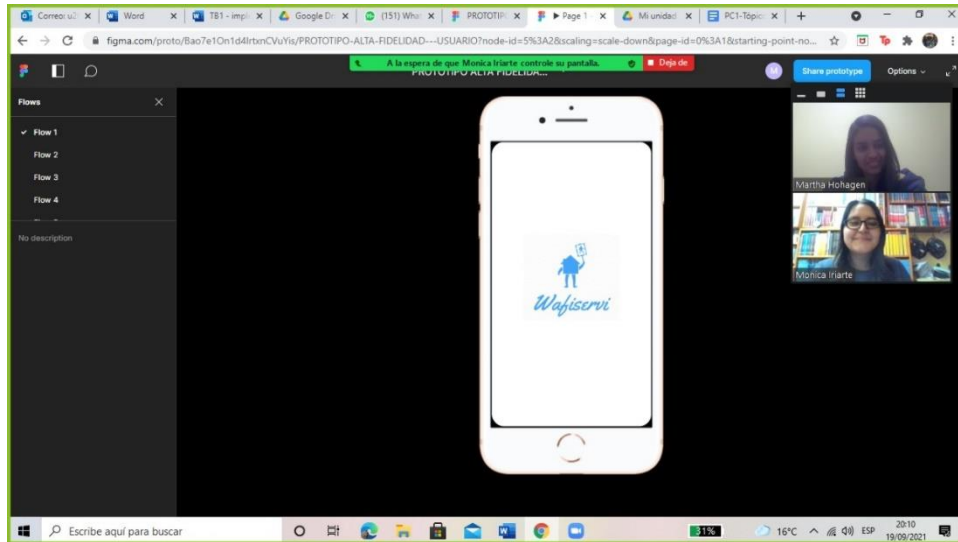 Correo: u2
Word
TB1 - impl
Google Dr
(151) What
PROTOTIP
Page 1 -
Mi unidad
PC1-Tópic
figma.com/proto/Bao7e1On1d4IrtxnCVuYis/PROTOTIPO-ALTA-FIDELIDAD---USUARIO?node-id=5%3A2&scaling=scale-down&page-id=0%3A1&starting-point-no...
A la espera de que Monica Iriarte controle su pantalla.
Deja de
PROTOTIPO ALTA FIDELIDA...
M
Share prototype
Options
Flows
Flow 1
Flow 2
Flow 3
Flow 4
No description
Martha Hohagen
Monica Iriarte
Wafiservi
Escribe aquí para buscar
31%
16°C
ESP
20:10
19/09/2021